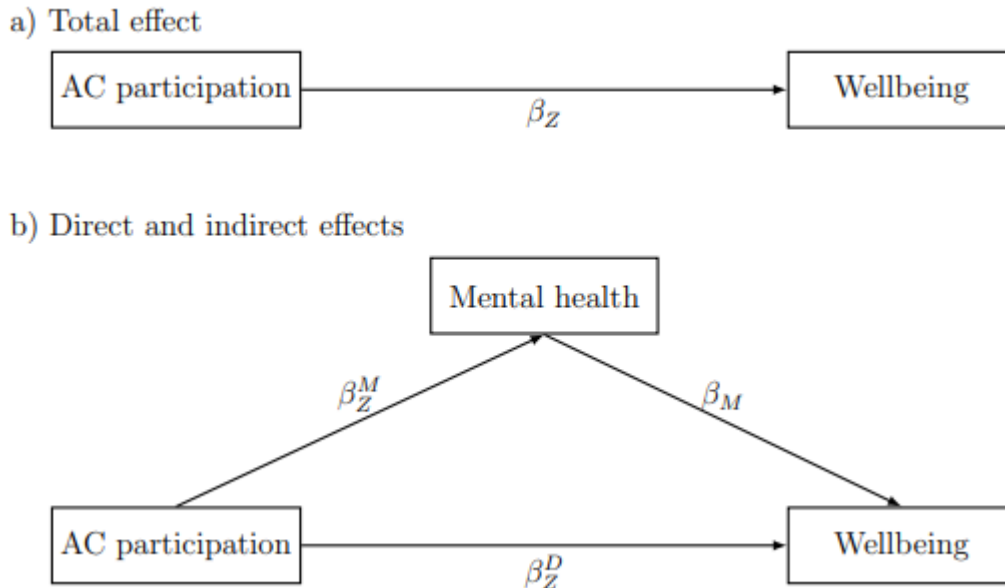 a) Total effect
AC participation
Wellbeing
β_Z
b) Direct and indirect effects
Mental health
β_Z^M
β_M
AC participation
Wellbeing
β_Z^D